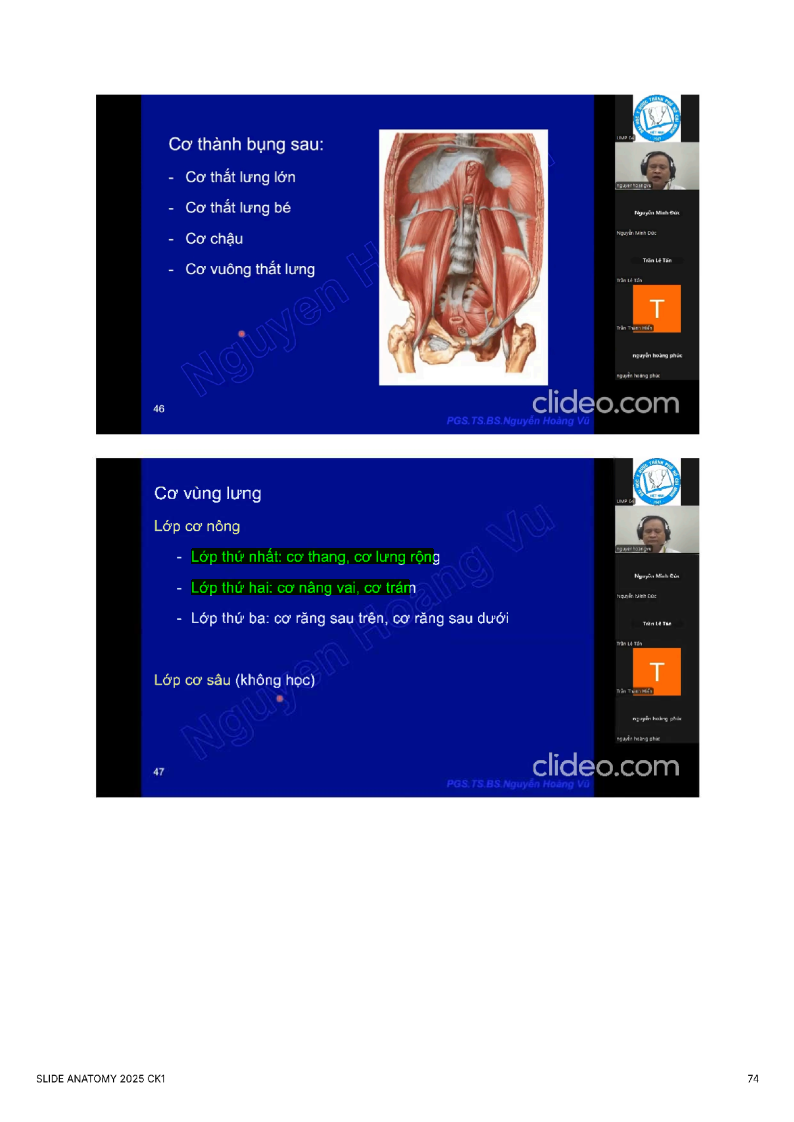 Cơ thành bụng sau:
- Cơ thắt lưng lớn
- Cơ thắt lưng bé
- Cơ chậu
- Cơ vuông thắt lưng
46
clideo.com
PGS.TS.BS.Nguyễn Hoàng Vũ
Nguyen H
UMP
nguyen hoangvu
Nguyễn Minh Đức
Nguyễn Minh Đức
Trần Lê Tấn
Trần Lê Tấn
T
Trần Thanh Hiền
nguyễn hoàng phúc
nguyễn hoàng phúc
Cơ vùng lưng
Lớp cơ nông
- Lớp thứ nhất: cơ thang, cơ lưng rộng
- Lớp thứ hai: cơ nâng vai, cơ trám
- Lớp thứ ba: cơ răng sau trên, cơ răng sau dưới
Lớp cơ sâu (không học)
47
clideo.com
PGS.TS.BS.Nguyễn Hoàng Vũ
Nguyen Hoang Vu
UMP
nguyen hoangvu
Nguyễn Minh Đức
Nguyễn Minh Đức
Trần Lê Tấn
Trần Lê Tấn
T
Trần Thanh Hiền
nguyễn hoàng phúc
nguyễn hoàng phúc
SLIDE ANATOMY 2025 CK1
74